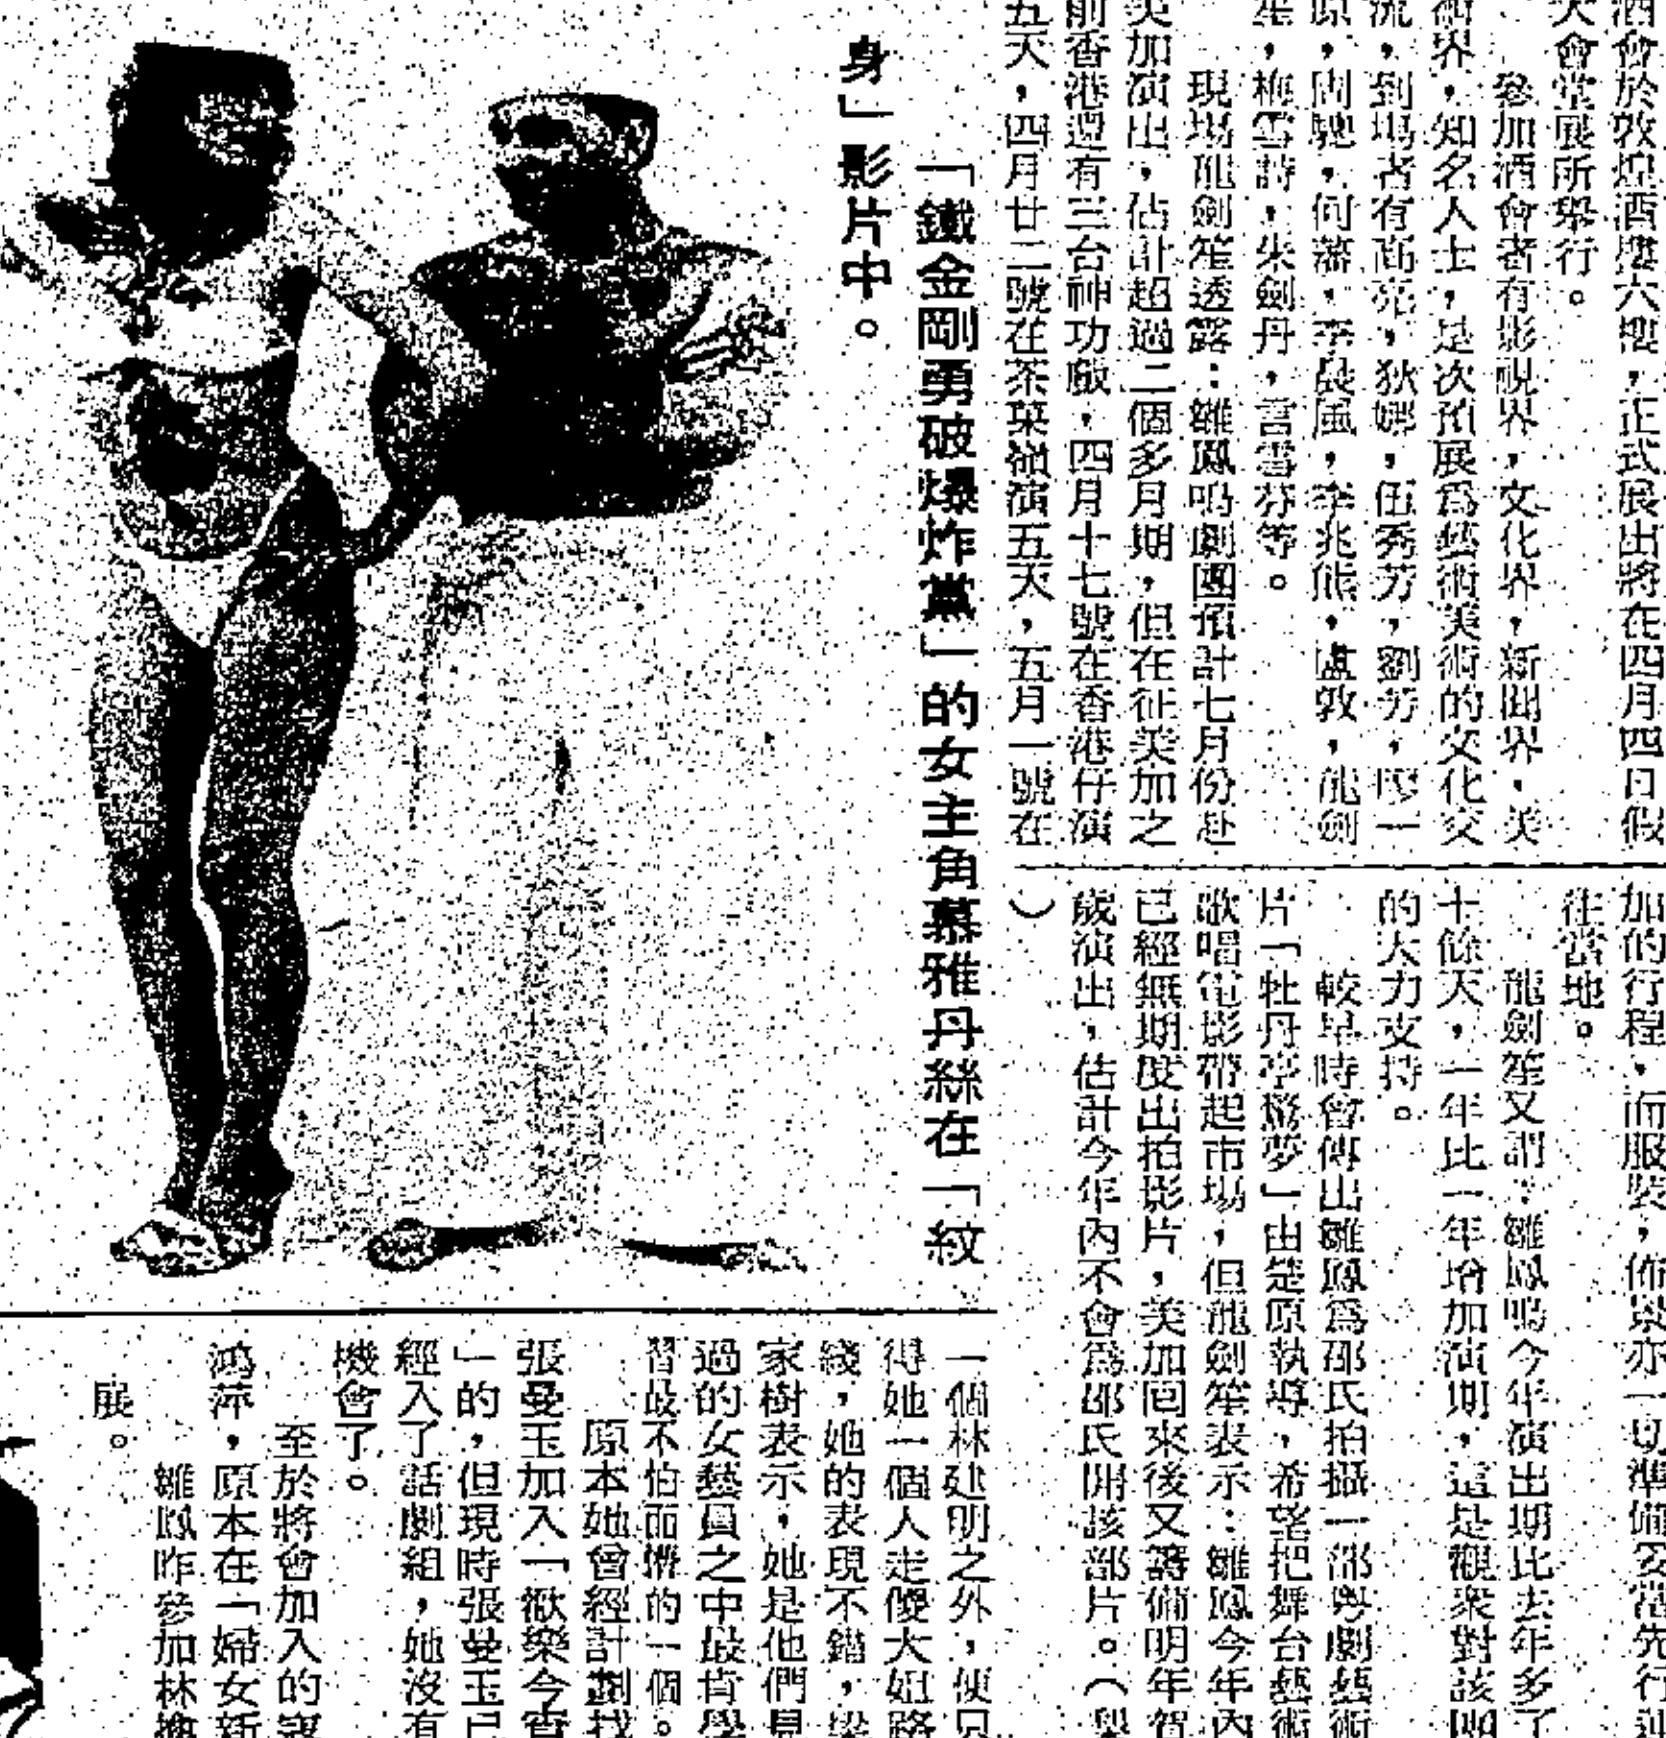 酒會於敦煌酒樓六樓，正式展出將在四月四日假
大會堂展所舉行。
參加酒會者有影視界，文化界，新聞界，美
術界，知名人士，是次預展爲藝術美術的文化交
流，到場者有高亮，狄娜，伍秀芳，劉芳，
原，周驄，何藩，李晨風，李兆熊，盧敦，龍劍
笙，梅雪詩，朱劍丹，言雪芬等。
現場龍劍笙透露：雛鳳鳴劇團預計七月份赴
美加演出，估計超過二個多月期，但在征美加之
前香港還有三台神功戲，四月十七號在香港仔演
五天，四月廿二號在茶菓嶺演五天，五月一號在
「鐵金剛勇破爆炸黨」的女主角慕雅丹絲在「紋
身」影片中。
加的行程，而服裝，佈景亦一切準備妥當先行運
往當地。
龍劍笙又謂：雛鳳鳴今年演出期比去年多了
十餘天，一年比一年增加演期，這是觀衆對該團
的大力支持。
較早時會傳出雛鳳爲邵氏拍攝一部粤劇藝術
片「牡丹亭驚夢」由楚原執導，希望把舞台藝術
歌唱電影帶起市場，但龍劍笙表示：雛鳳今年內
已經無期度出拍影片，美加回來後又籌備明年賀
歲演出，估計今年內不會爲邵氏開該部片。（
）
一個林建明之外，便只
得她一個人走傻大姐路
綫，她的表現不錯，梁
家樹表示，她是他們見
過的女藝員之中最肯學
習最不怕面懵的一個。
原本她曾經計劃找
張曼玉加入「歡樂今宵
」的，但現時張曼玉已
經入了話劇組，她沒有
機會了。
至於將會加入的寇
鴻萍，原本在「婦女新
雛鳳昨參加林
展。